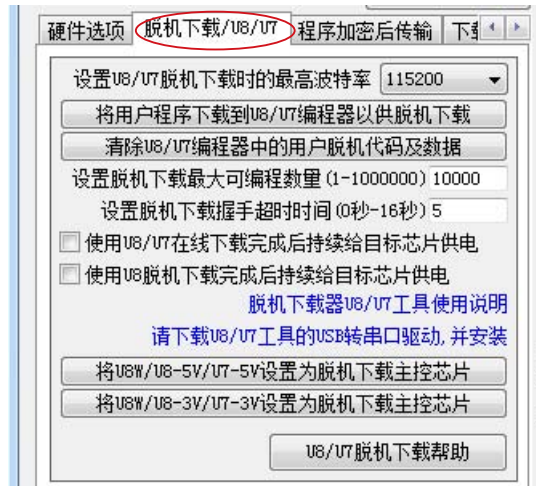 硬件选项 脱机下载/U8/U7 程序加密后传输
设置U8/U7脱机下载时的最高波特率 115200
将用户程序下载到U8/U7编程器以供脱机下载
清除U8/U7编程器中的用户脱机代码及数据
设置脱机下载最大可编程数量(1-1000000) 10000
设置脱机下载握手超时时间(0秒-16秒) 5
使用U8/U7在线下载完成后持续给目标芯片供电
使用U8脱机下载完成后持续给目标芯片供电
脱机下载器U8/U7工具使用说明
请下载U8/U7工具的USB转串口驱动,并安装
将U8W/U8-5V/U7-5V设置为脱机下载主控芯片
将U8W/U8-3V/U7-3V设置为脱机下载主控芯片
U8/U7脱机下载帮助